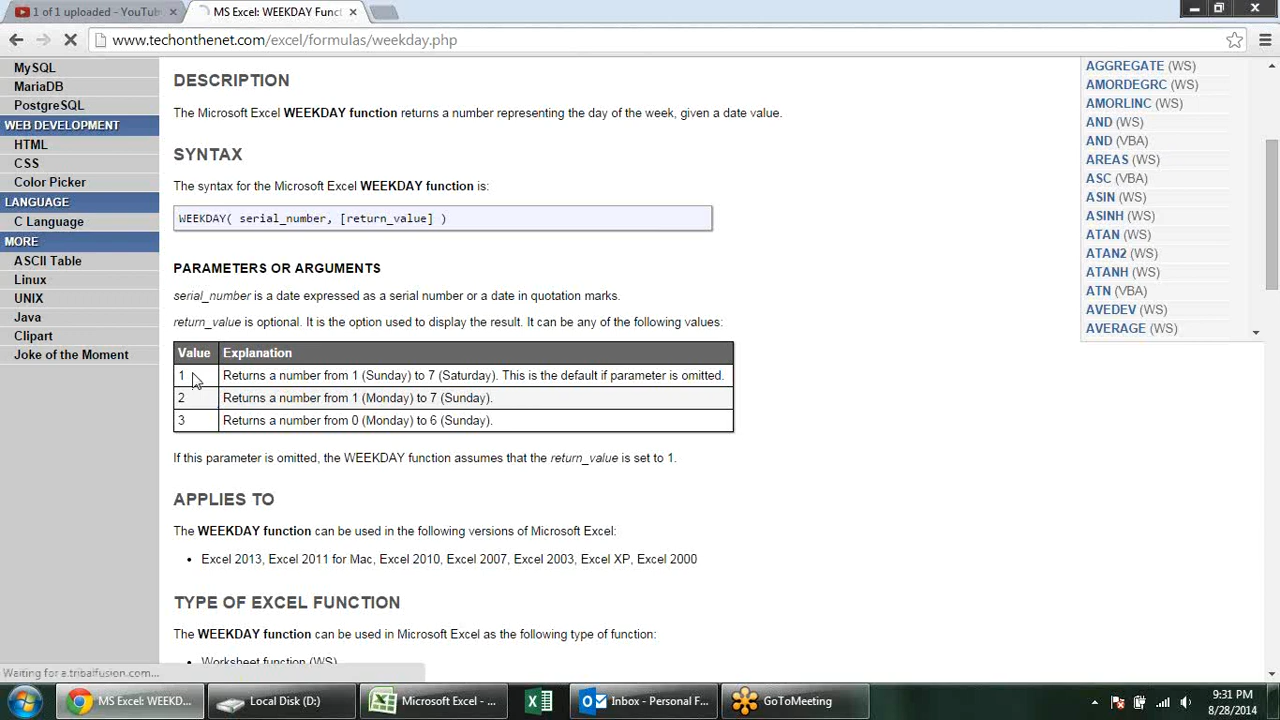 1 of 1 uploaded - YouTub
MS Excel: WEEKDAY Funct
www.techonthenet.com/excel/formulas/weekday.php
MySQL
MariaDB
PostgreSQL
WEB DEVELOPMENT
HTML
CSS
Color Picker
LANGUAGE
C Language
MORE
ASCII Table
Linux
UNIX
Java
Clipart
Joke of the Moment
DESCRIPTION
The Microsoft Excel WEEKDAY function returns a number representing the day of the week, given a date value.
SYNTAX
The syntax for the Microsoft Excel WEEKDAY function is:
WEEKDAY( serial_number, [return_value] )
PARAMETERS OR ARGUMENTS
serial_number is a date expressed as a serial number or a date in quotation marks.
return_value is optional. It is the option used to display the result. It can be any of the following values:
Value Explanation
1 Returns a number from 1 (Sunday) to 7 (Saturday). This is the default if parameter is omitted.
2 Returns a number from 1 (Monday) to 7 (Sunday).
3 Returns a number from 0 (Monday) to 6 (Sunday).
If this parameter is omitted, the WEEKDAY function assumes that the return_value is set to 1.
APPLIES TO
The WEEKDAY function can be used in the following versions of Microsoft Excel:
• Excel 2013, Excel 2011 for Mac, Excel 2010, Excel 2007, Excel 2003, Excel XP, Excel 2000
TYPE OF EXCEL FUNCTION
The WEEKDAY function can be used in Microsoft Excel as the following type of function:
• Worksheet function (WS)
AGGREGATE (WS)
AMORDEGRC (WS)
AMORLINC (WS)
AND (WS)
AND (VBA)
AREAS (WS)
ASC (VBA)
ASIN (WS)
ASINH (WS)
ATAN (WS)
ATAN2 (WS)
ATANH (WS)
ATN (VBA)
AVEDEV (WS)
AVERAGE (WS)
Waiting for a.tribalfusion.com...
MS Excel: WEEKD...
Local Disk (D:)
Microsoft Excel - ...
Inbox - Personal F...
GoToMeeting
9:31 PM
8/28/2014